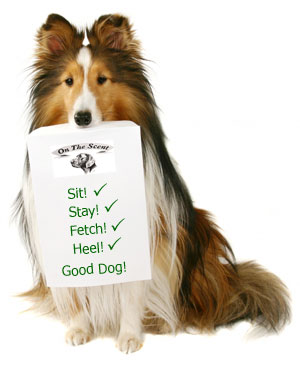 On The Scent
Sit! ✓
Stay! ✓
Fetch! ✓
Heel! ✓
Good Dog!